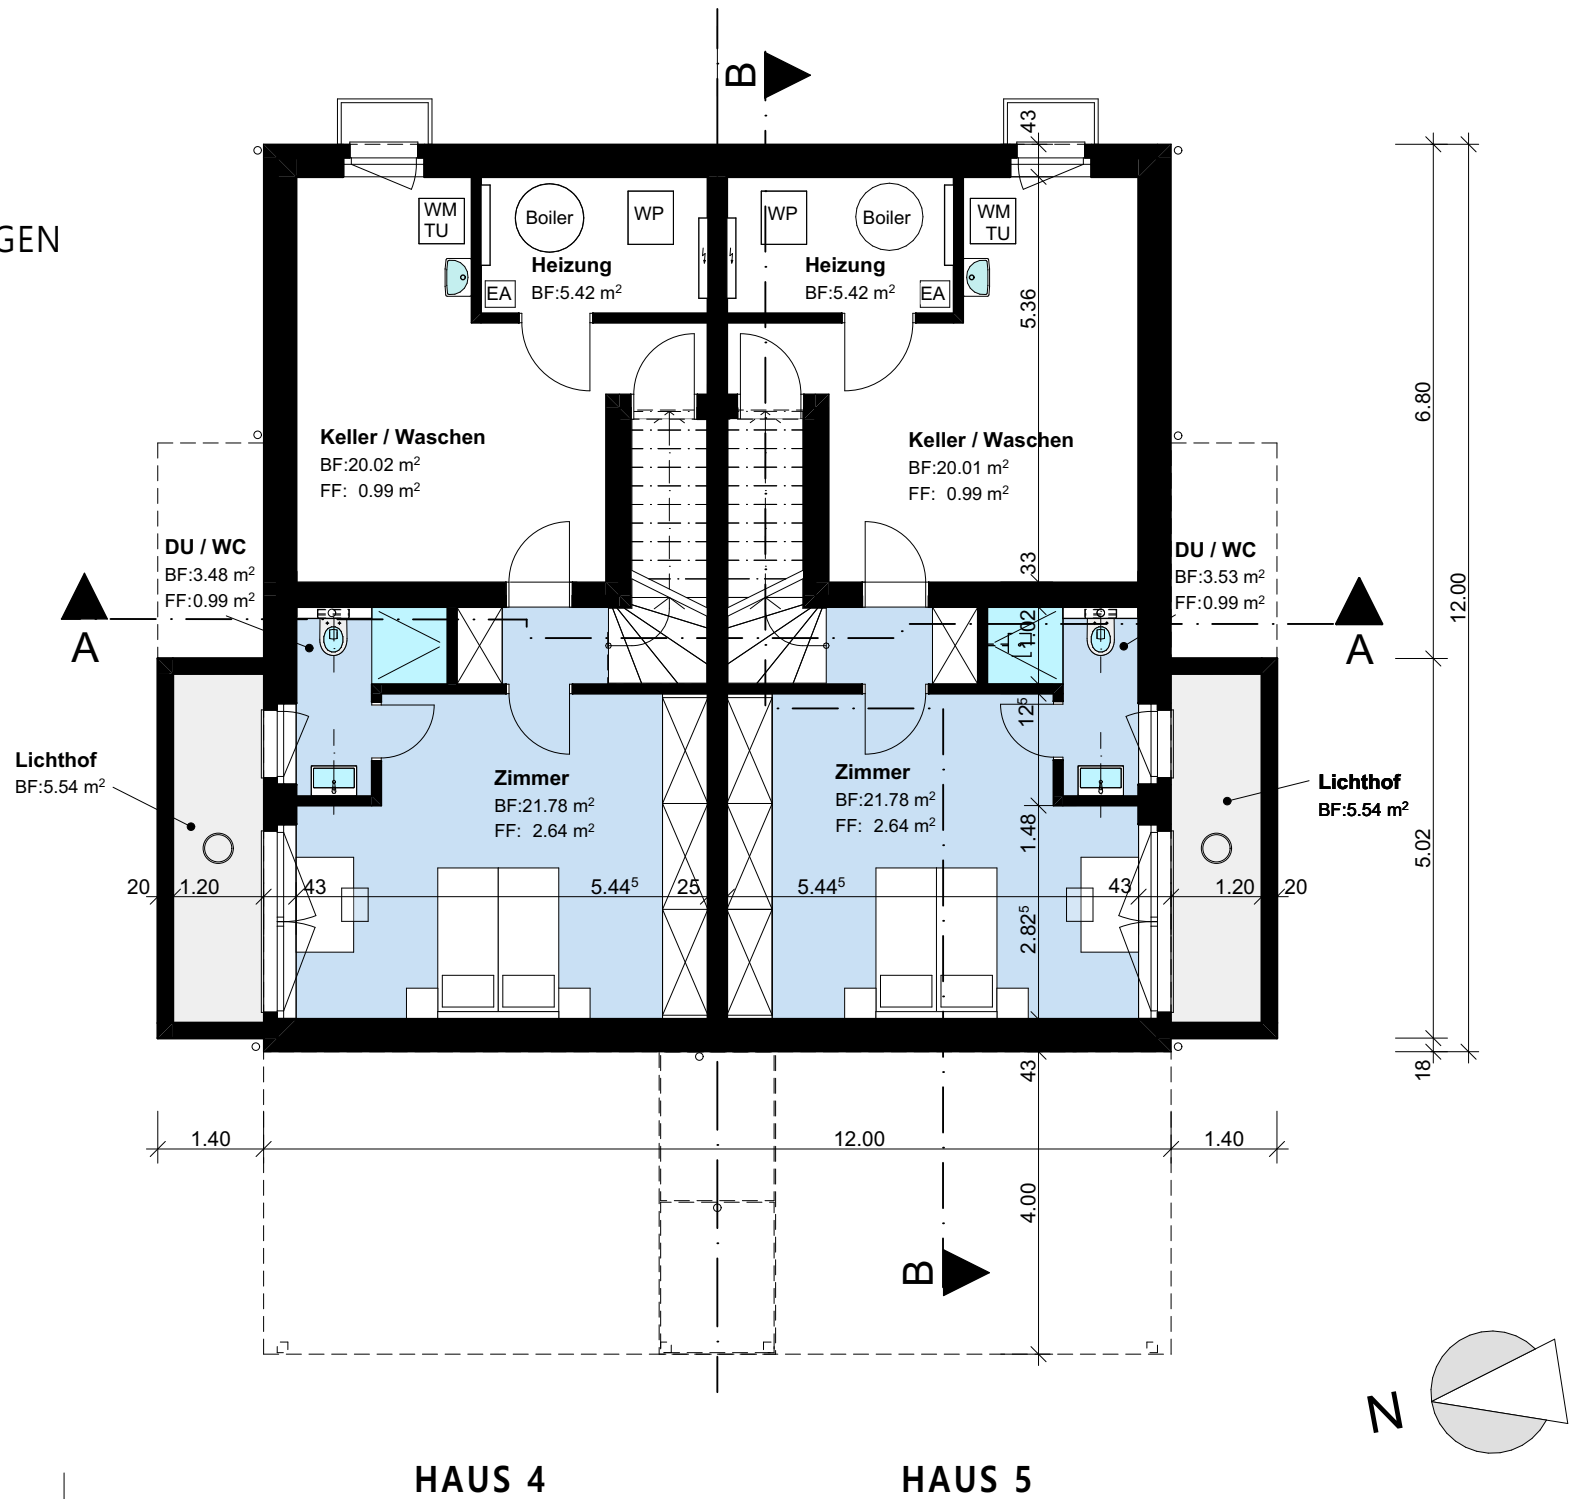 B
43
GEN
WM
TU
Boiler
WP
WP
Boiler
WM
TU
Heizung
BF:5.42 m²
EA
Heizung
BF:5.42 m²
EA
5.36
6.80
Keller / Waschen
BF:20.02 m²
FF: 0.99 m²
Keller / Waschen
BF:20.01 m²
FF: 0.99 m²
DU / WC
BF:3.48 m²
FF:0.99 m²
33
DU / WC
BF:3.53 m²
FF:0.99 m²
12.00
A
1.02
A
12⁵
Lichthof
BF:5.54 m²
Zimmer
BF:21.78 m²
FF: 2.64 m²
Zimmer
BF:21.78 m²
FF: 2.64 m²
1.48
Lichthof
BF:5.54 m²
5.02
20
1.20
43
5.44⁵
25
5.44⁵
43
1.20
20
2.82⁵
43
18
1.40
12.00
1.40
4.00
B
N
HAUS 4
HAUS 5